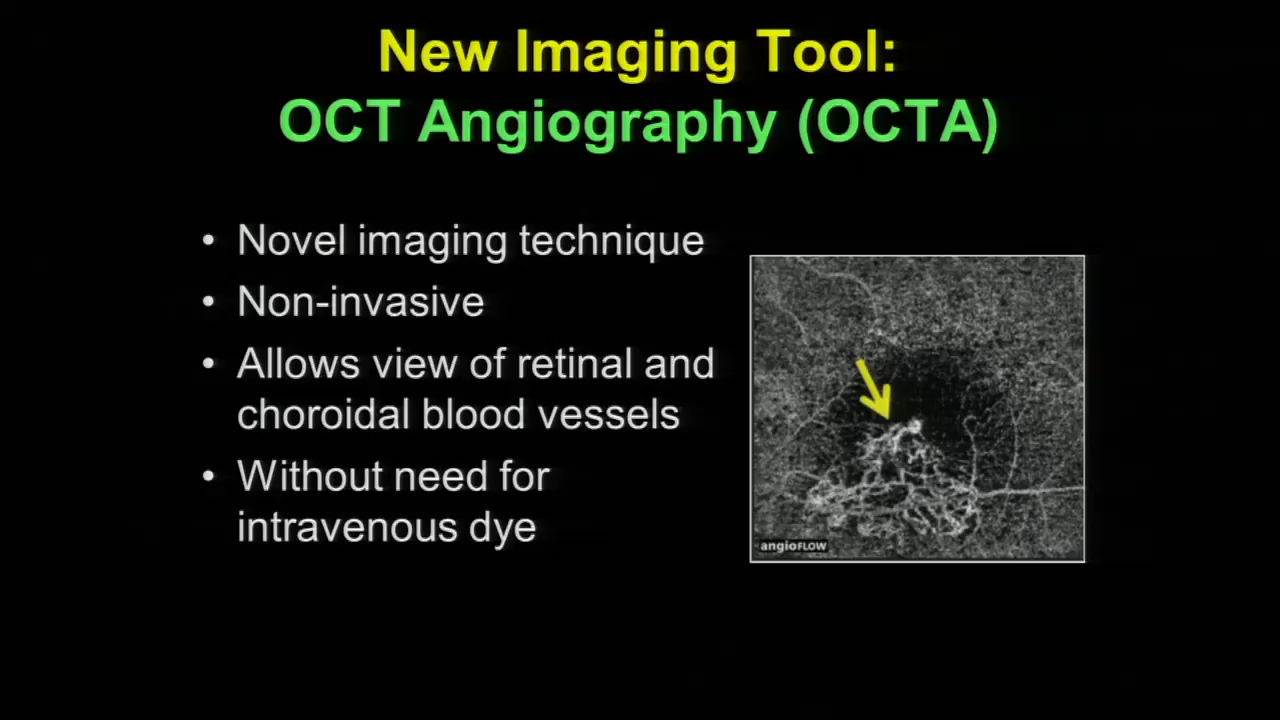 New Imaging Tool:
OCT Angiography (OCTA)
• Novel imaging technique
• Non-invasive
• Allows view of retinal and
choroidal blood vessels
• Without need for
intravenous dye
angioFLOW